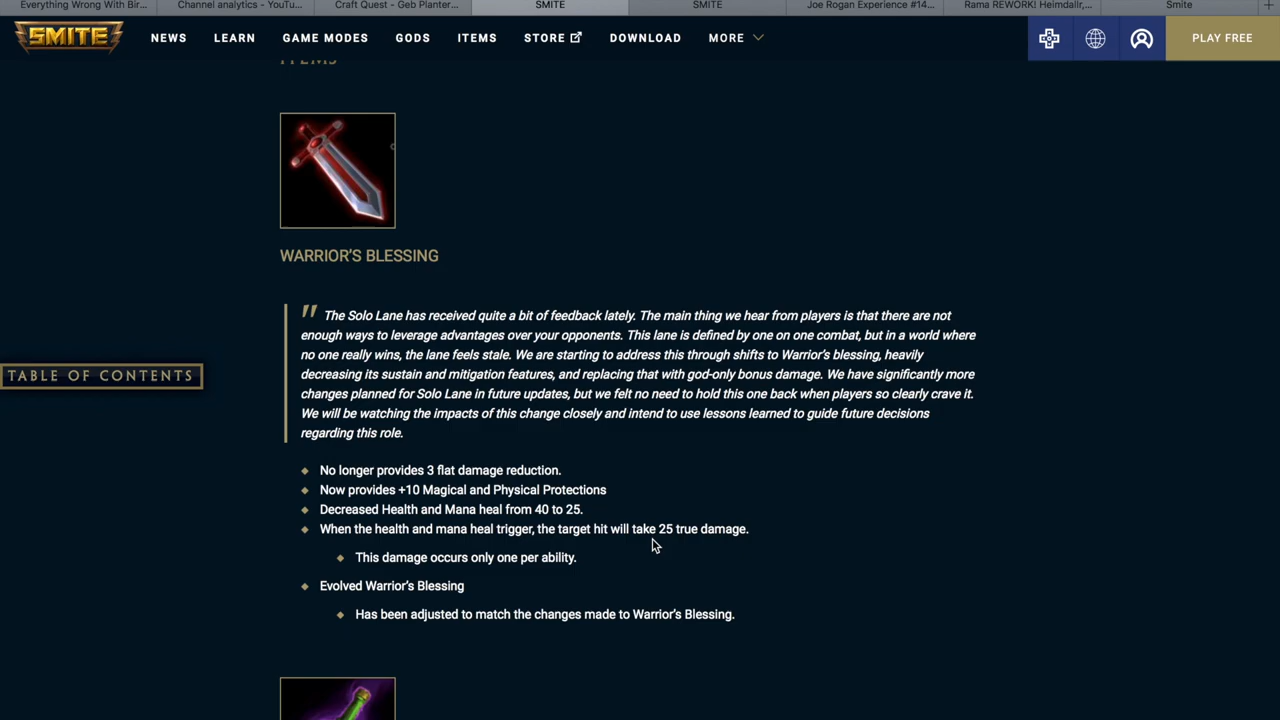 Everything Wrong With Bir...
Channel analytics - YouTu...
Craft Quest - Geb Planter...
SMITE
SMITE
Joe Rogan Experience #14...
Rama REWORK! Heimdallr,...
Smite
SMITE
NEWS
LEARN
GAME MODES
GODS
ITEMS
STORE
DOWNLOAD
MORE
PLAY FREE
ITEMS
WARRIOR'S BLESSING
" The Solo Lane has received quite a bit of feedback lately. The main thing we hear from players is that there are not
enough ways to leverage advantages over your opponents. This lane is defined by one on one combat, but in a world where
no one really wins, the lane feels stale. We are starting to address this through shifts to Warrior's blessing, heavily
decreasing its sustain and mitigation features, and replacing that with god-only bonus damage. We have significantly more
changes planned for Solo Lane in future updates, but we felt no need to hold this one back when players so clearly crave it.
We will be watching the impacts of this change closely and intend to use lessons learned to guide future decisions
regarding this role.
TABLE OF CONTENTS
No longer provides 3 flat damage reduction.
Now provides +10 Magical and Physical Protections
Decreased Health and Mana heal from 40 to 25.
When the health and mana heal trigger, the target hit will take 25 true damage.
This damage occurs only one per ability.
Evolved Warrior's Blessing
Has been adjusted to match the changes made to Warrior's Blessing.